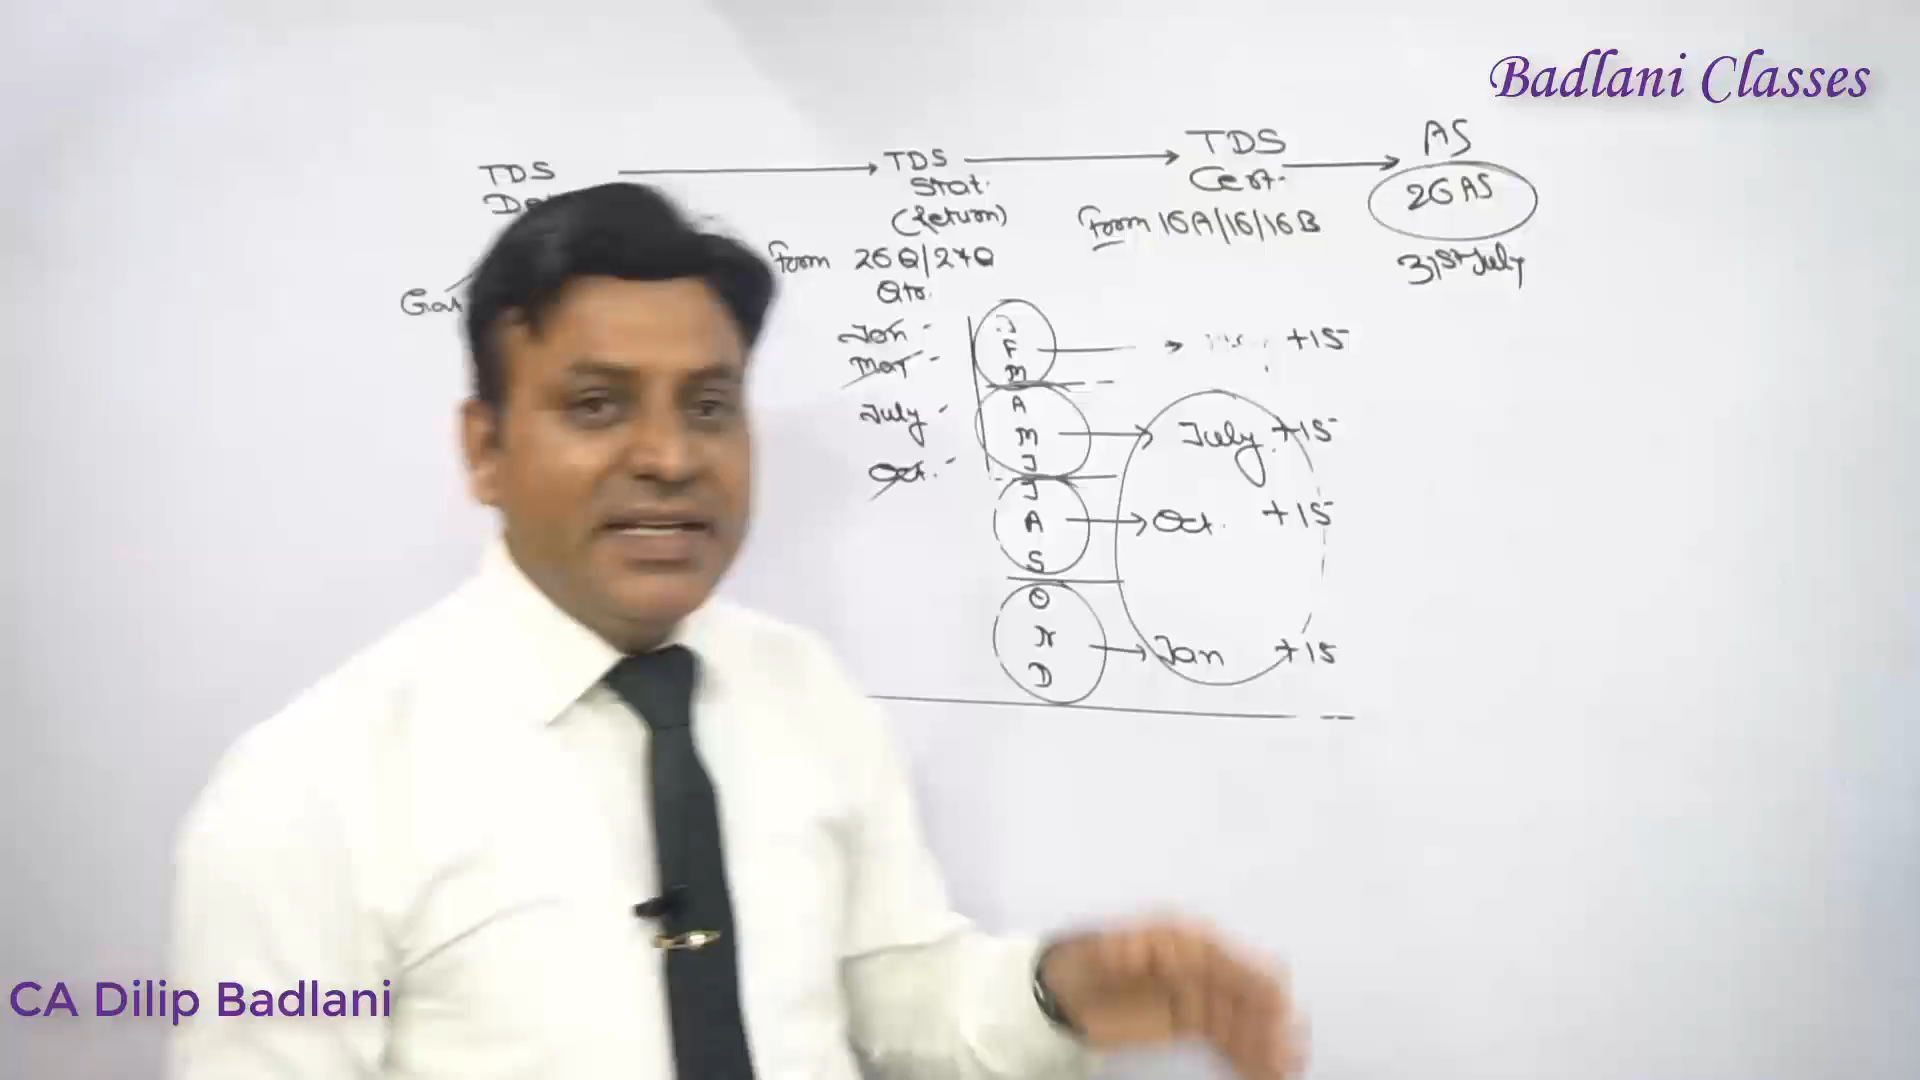 Badlani Classes
TDS
TDS
Stat.
(Return)
Form 26Q/27Q
Qtr.
TDS
Cert.
Form 16A/16/16B
AS
26AS
31st July
Jan
Mar
July
Oct.
J
F
M
+15
A
M
J
July +15
J
A
S
Oct. +15
O
N
D
Jan +15
CA Dilip Badlani